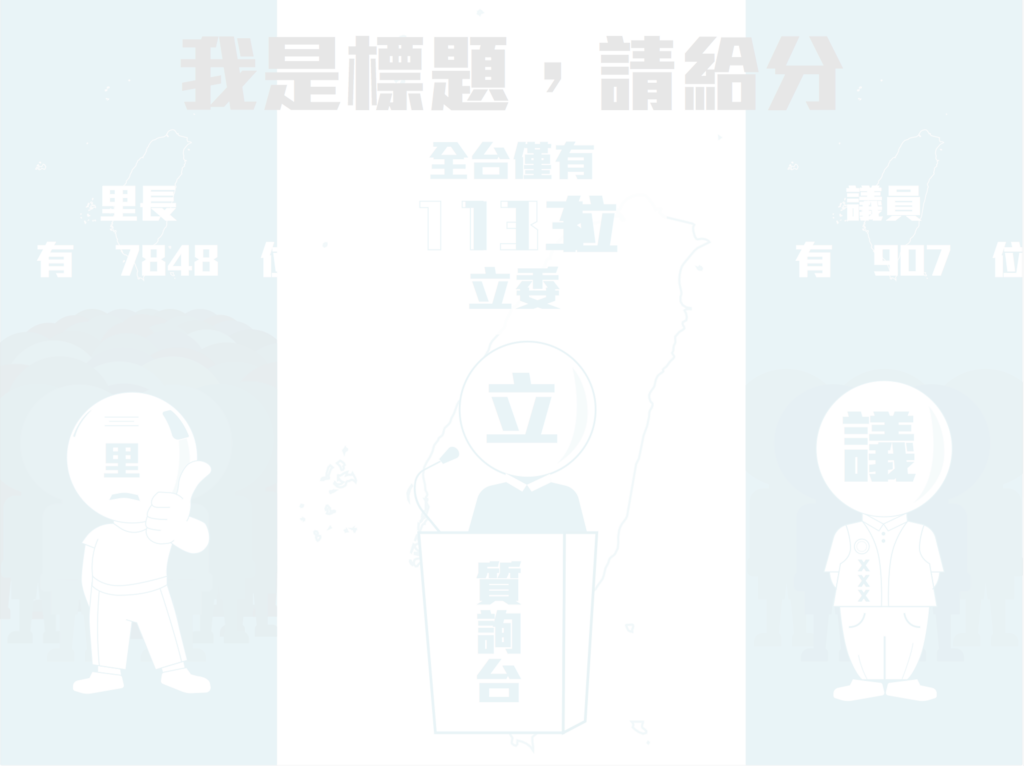 我是標題，請給分
里長
有 7848 位
里
全台僅有
113位
立委
立
質詢台
議員
有 907 位
議
XXX